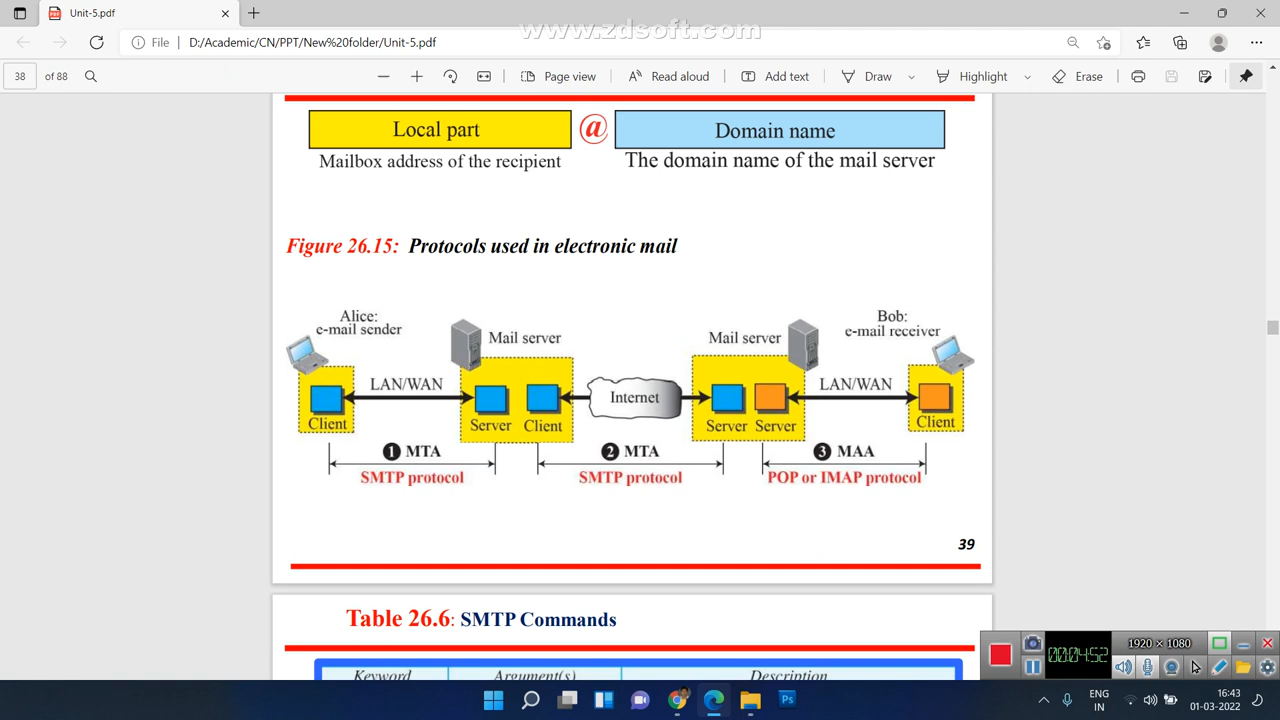 Unit-5.pdf
www.zdsoft.com
File D:/Academic/CN/PPT/New%20folder/Unit-5.pdf
38 of 88 Page view Read aloud Add text Draw Highlight Erase
Local part @ Domain name
Mailbox address of the recipient The domain name of the mail server
Figure 26.15: Protocols used in electronic mail
Alice: Bob:
e-mail sender Mail server Mail server e-mail receiver
LAN/WAN Internet LAN/WAN
Client Server Client Server Server Client
1 MTA 2 MTA 3 MAA
SMTP protocol SMTP protocol POP or IMAP protocol
39
Table 26.6: SMTP Commands
Keyword Argument(s) Description
1920 × 1080
00:04:52
ENG 16:43
IN 01-03-2022
Ps